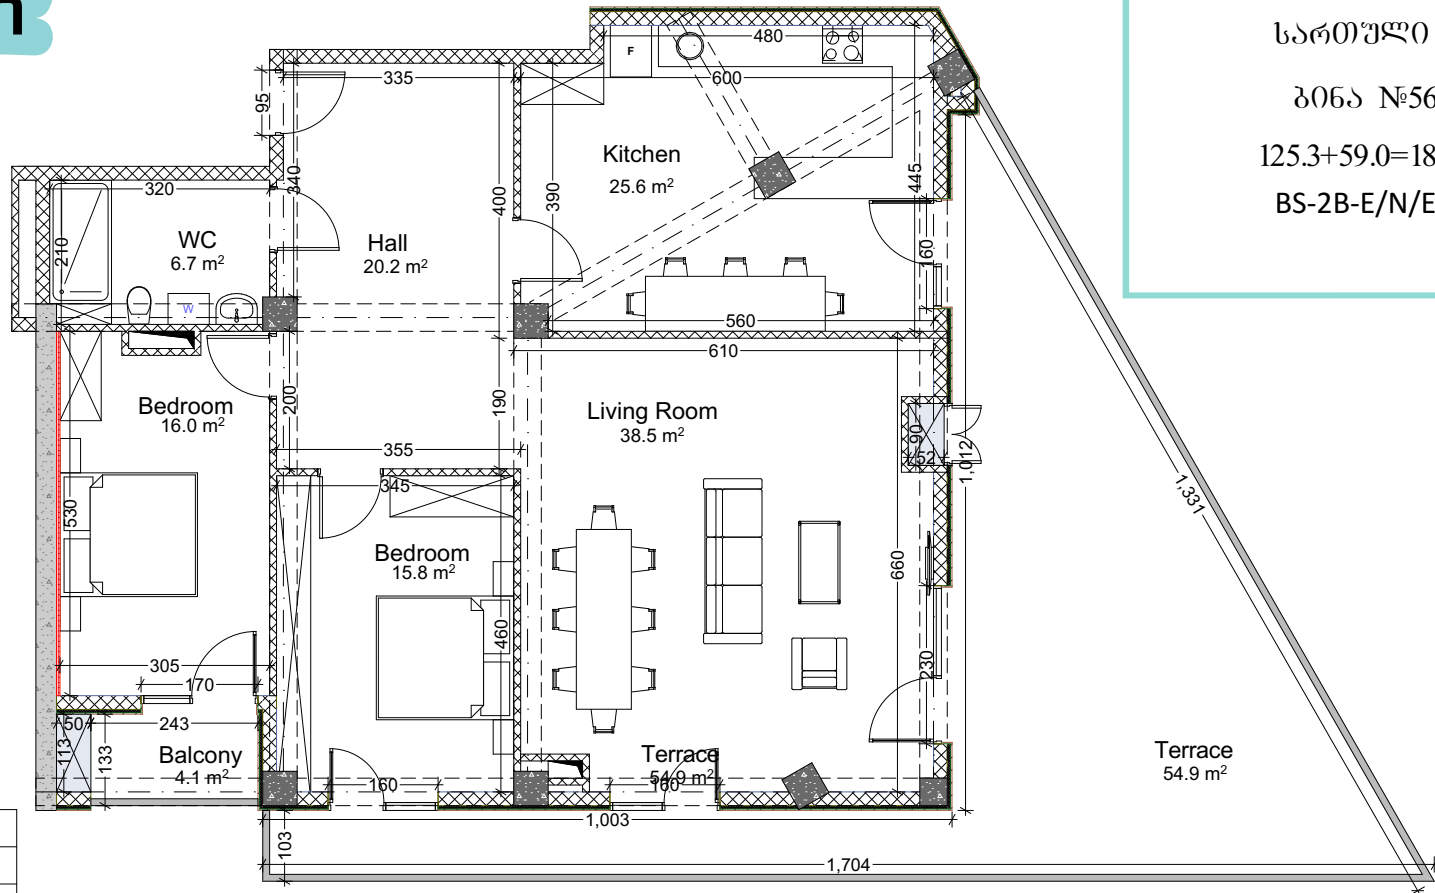 სართული
ბინა №56
125.3+59.0=18
BS-2B-E/N/E
480
F
335
600
95
Kitchen
25.6 m²
340
400
390
445
320
WC
6.7 m²
210
Hall
20.2 m²
160
W
560
610
Bedroom
16.0 m²
200
190
Living Room
38.5 m²
90
52
1,012
355
345
1,331
530
Bedroom
15.8 m²
660
460
305
170
230
50
243
113
133
Balcony
4.1 m²
Terrace
54.9 m²
160
160
Terrace
54.9 m²
1,003
103
1,704